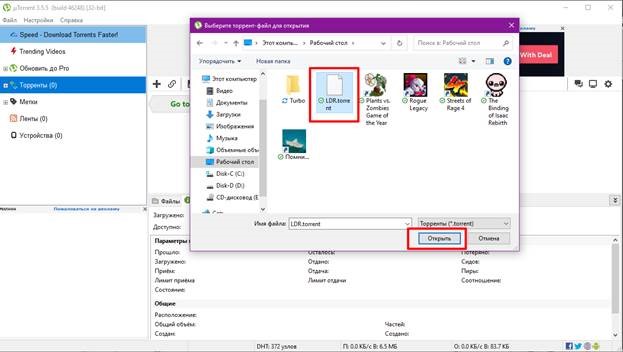 µTorrent 3.5.5 (build 46248) [32-bit]
Файл Настройки Справка
Speed - Download Torrents Faster!
Trending Videos
Обновить до Pro
Торренты (0)
Метки
Ленты (0)
Устройства (0)
Пожаловаться на рекламу
Go to
With Deal
Выберите торрент-файл для открытия
Этот компь... › Рабочий стол ›
Поиск в: Рабочий стол
Упорядочить
Новая папка
Этот компьютер
Видео
Документы
Загрузки
Изображения
Музыка
Объемные объ
Рабочий стол
Disk-C (C:)
Disk-D (D:)
CD-дисковод (E
Сеть
Turbo
LDR.torrent
Plants vs. Zombies Game of the Year
Rogue Legacy
Streets of Rage 4
The Binding of Isaac Rebirth
Помни...
Имя файла: LDR.torrent
Торренты (*.torrent)
Открыть
Отмена
Файлы
Загружено:
Доступно:
Параметры
Прошло: Осталось: Потеряно:
Загружено: Отдано: Сидов:
Приём: Отдача: Пиры:
Лимит приёма Лимит отдачи Соотношение:
Состояние:
Общие
Расположение:
Общий объём: Частей:
Создан: Создан:
DHT: 372 узлов
П: 0.0 КБ/с В: 6.5 МБ
О: 0.0 КБ/с В: 83.7 КБ